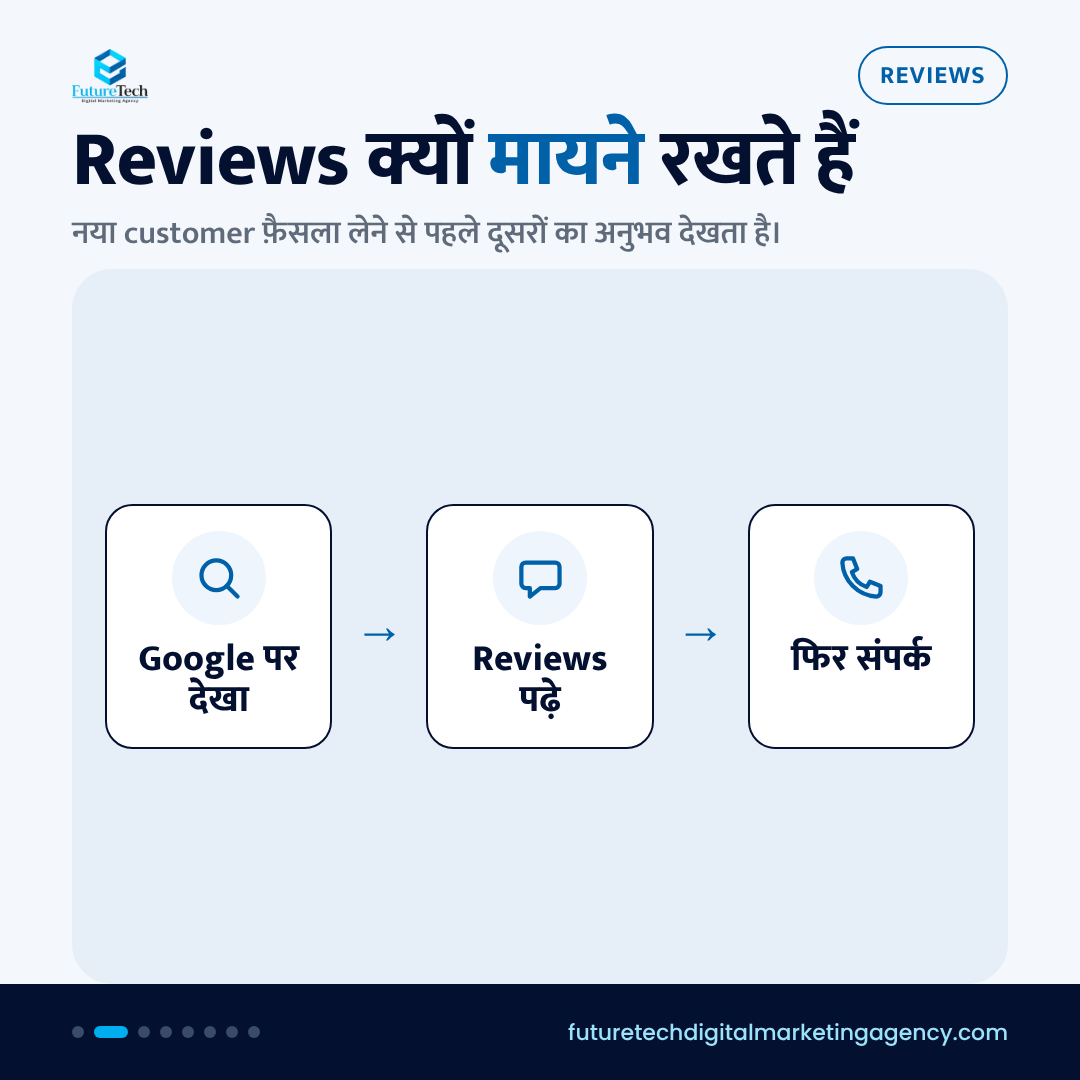 FutureTech
Digital Marketing Agency
REVIEWS
Reviews क्यों मायने रखते हैं
नया customer फ़ैसला लेने से पहले दूसरों का अनुभव देखता है।
Google पर
देखा
→
Reviews
पढ़े
→
फिर संपर्क
futuretechdigitalmarketingagency.com